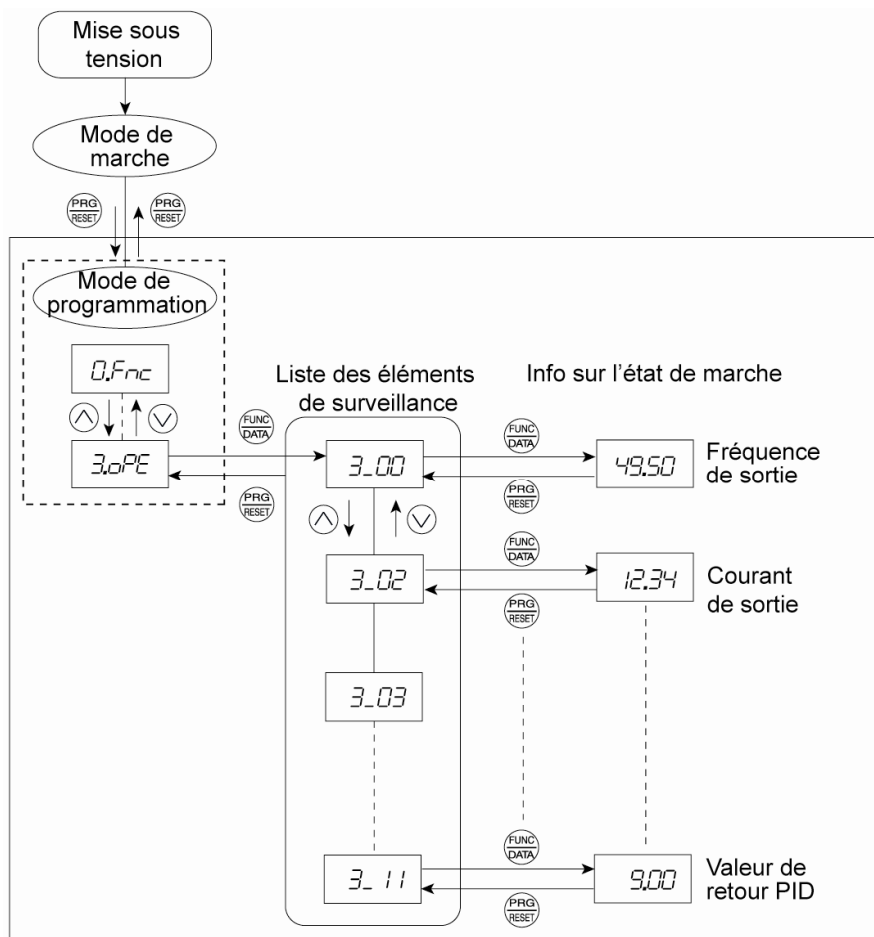 Mise sous
tension
Mode de
marche
PRG
RESET
PRG
RESET
Mode de
programmation
0.Fnc
3.oPE
FUNC
DATA
PRG
RESET
Liste des éléments
de surveillance
Info sur l'état de marche
3_00
FUNC
DATA
PRG
RESET
49.50
Fréquence
de sortie
3_02
FUNC
DATA
PRG
RESET
12.34
Courant
de sortie
3_03
3_11
FUNC
DATA
PRG
RESET
9.00
Valeur de
retour PID